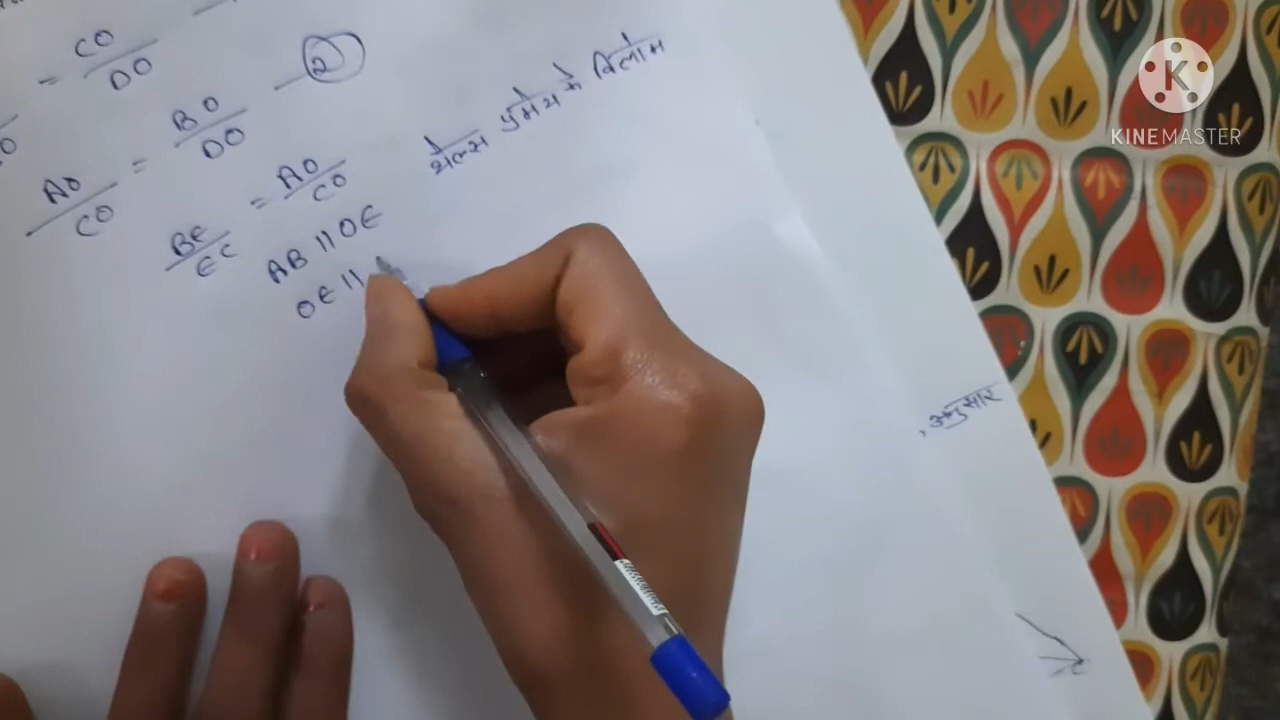 = CO/DO
AO/CO = BO/DO — 2
BE/EC = AO/CO थेल्स प्रमेय के विलोम
AB || OE
OE ||
, अनुसार
KINEMASTER